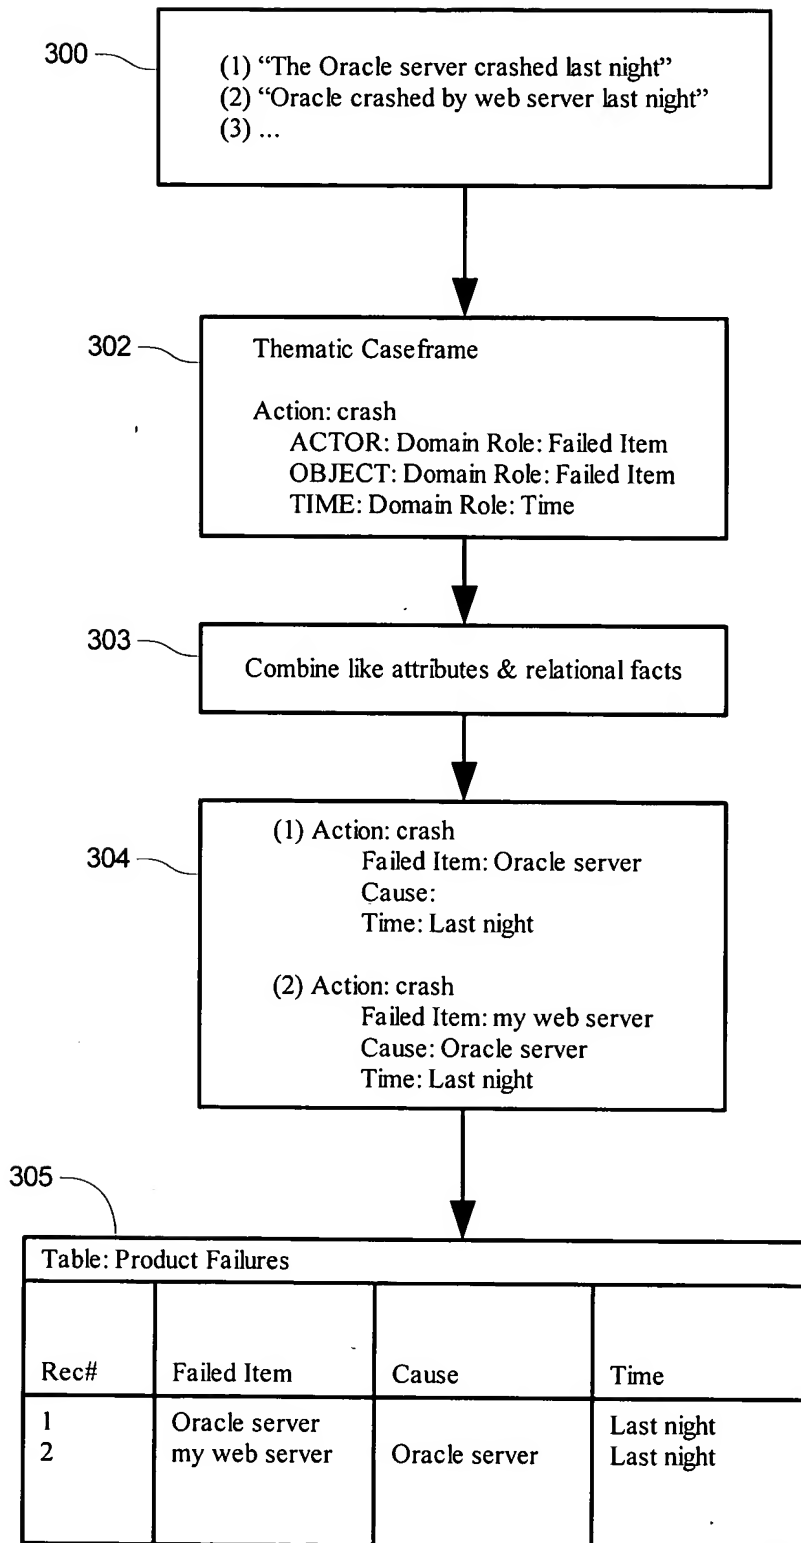 300
(1) “The Oracle server crashed last night”
(2) “Oracle crashed by web server last night”
(3) ...
302
Thematic Caseframe
Action: crash
ACTOR: Domain Role: Failed Item
OBJECT: Domain Role: Failed Item
TIME: Domain Role: Time
303
Combine like attributes & relational facts
304
(1) Action: crash
Failed Item: Oracle server
Cause:
Time: Last night
(2) Action: crash
Failed Item: my web server
Cause: Oracle server
Time: Last night
305
Table: Product Failures
Rec# Failed Item Cause Time
1 Oracle server Last night
2 my web server Oracle server Last night